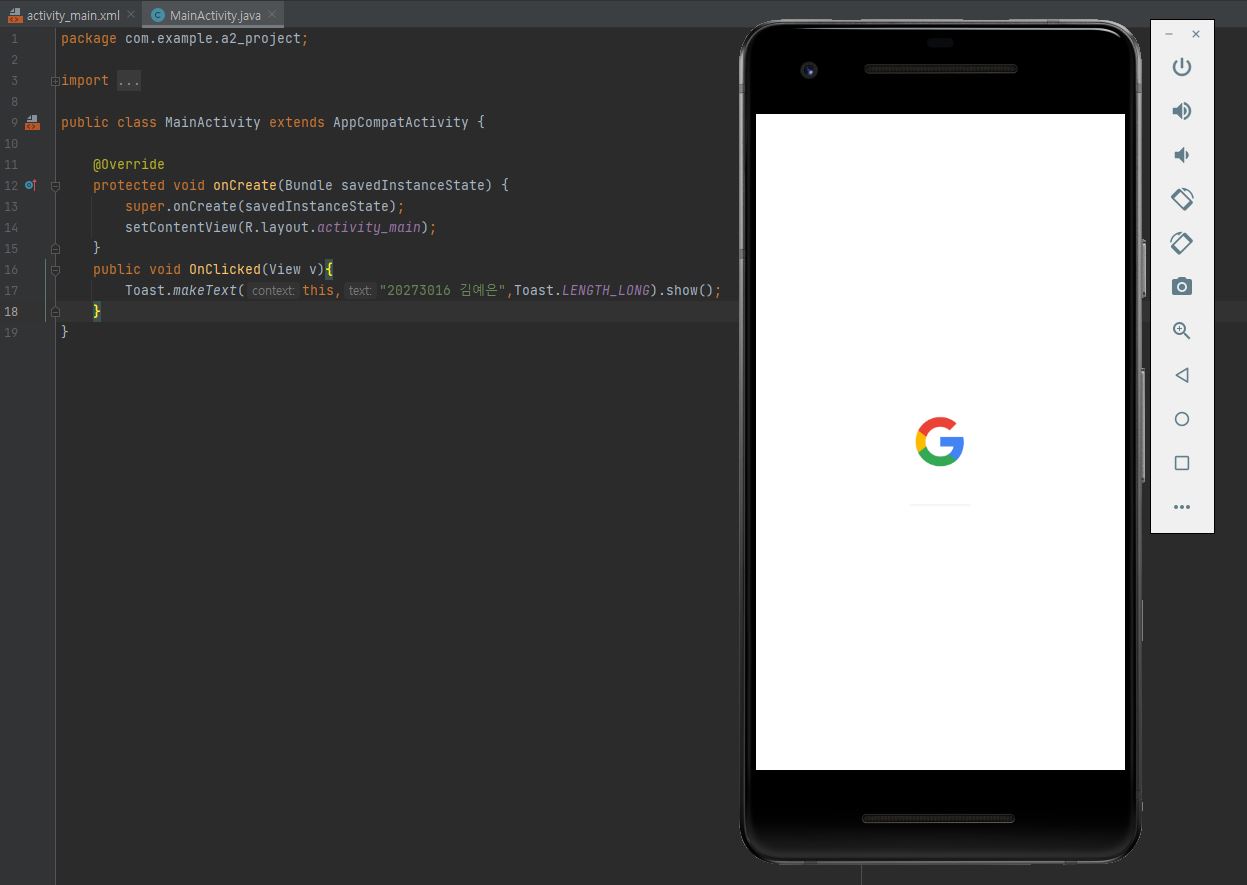 activity_main.xml
MainActivity.java
1 package com.example.a2_project;
2
3 import ...
8
9 public class MainActivity extends AppCompatActivity {
10
11 @Override
12 protected void onCreate(Bundle savedInstanceState) {
13 super.onCreate(savedInstanceState);
14 setContentView(R.layout.activity_main);
15 }
16 public void OnClicked(View v){
17 Toast.makeText( context: this, text: "20273016 김예은",Toast.LENGTH_LONG).show();
18 }
19 }